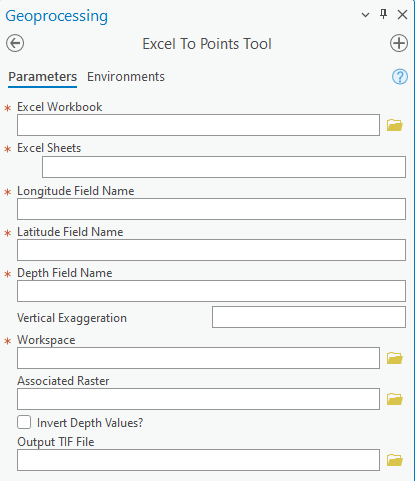 Geoprocessing
Excel To Points Tool
Parameters Environments
* Excel Workbook
* Excel Sheets
* Longitude Field Name
* Latitude Field Name
* Depth Field Name
Vertical Exaggeration
* Workspace
Associated Raster
Invert Depth Values?
Output TIF File